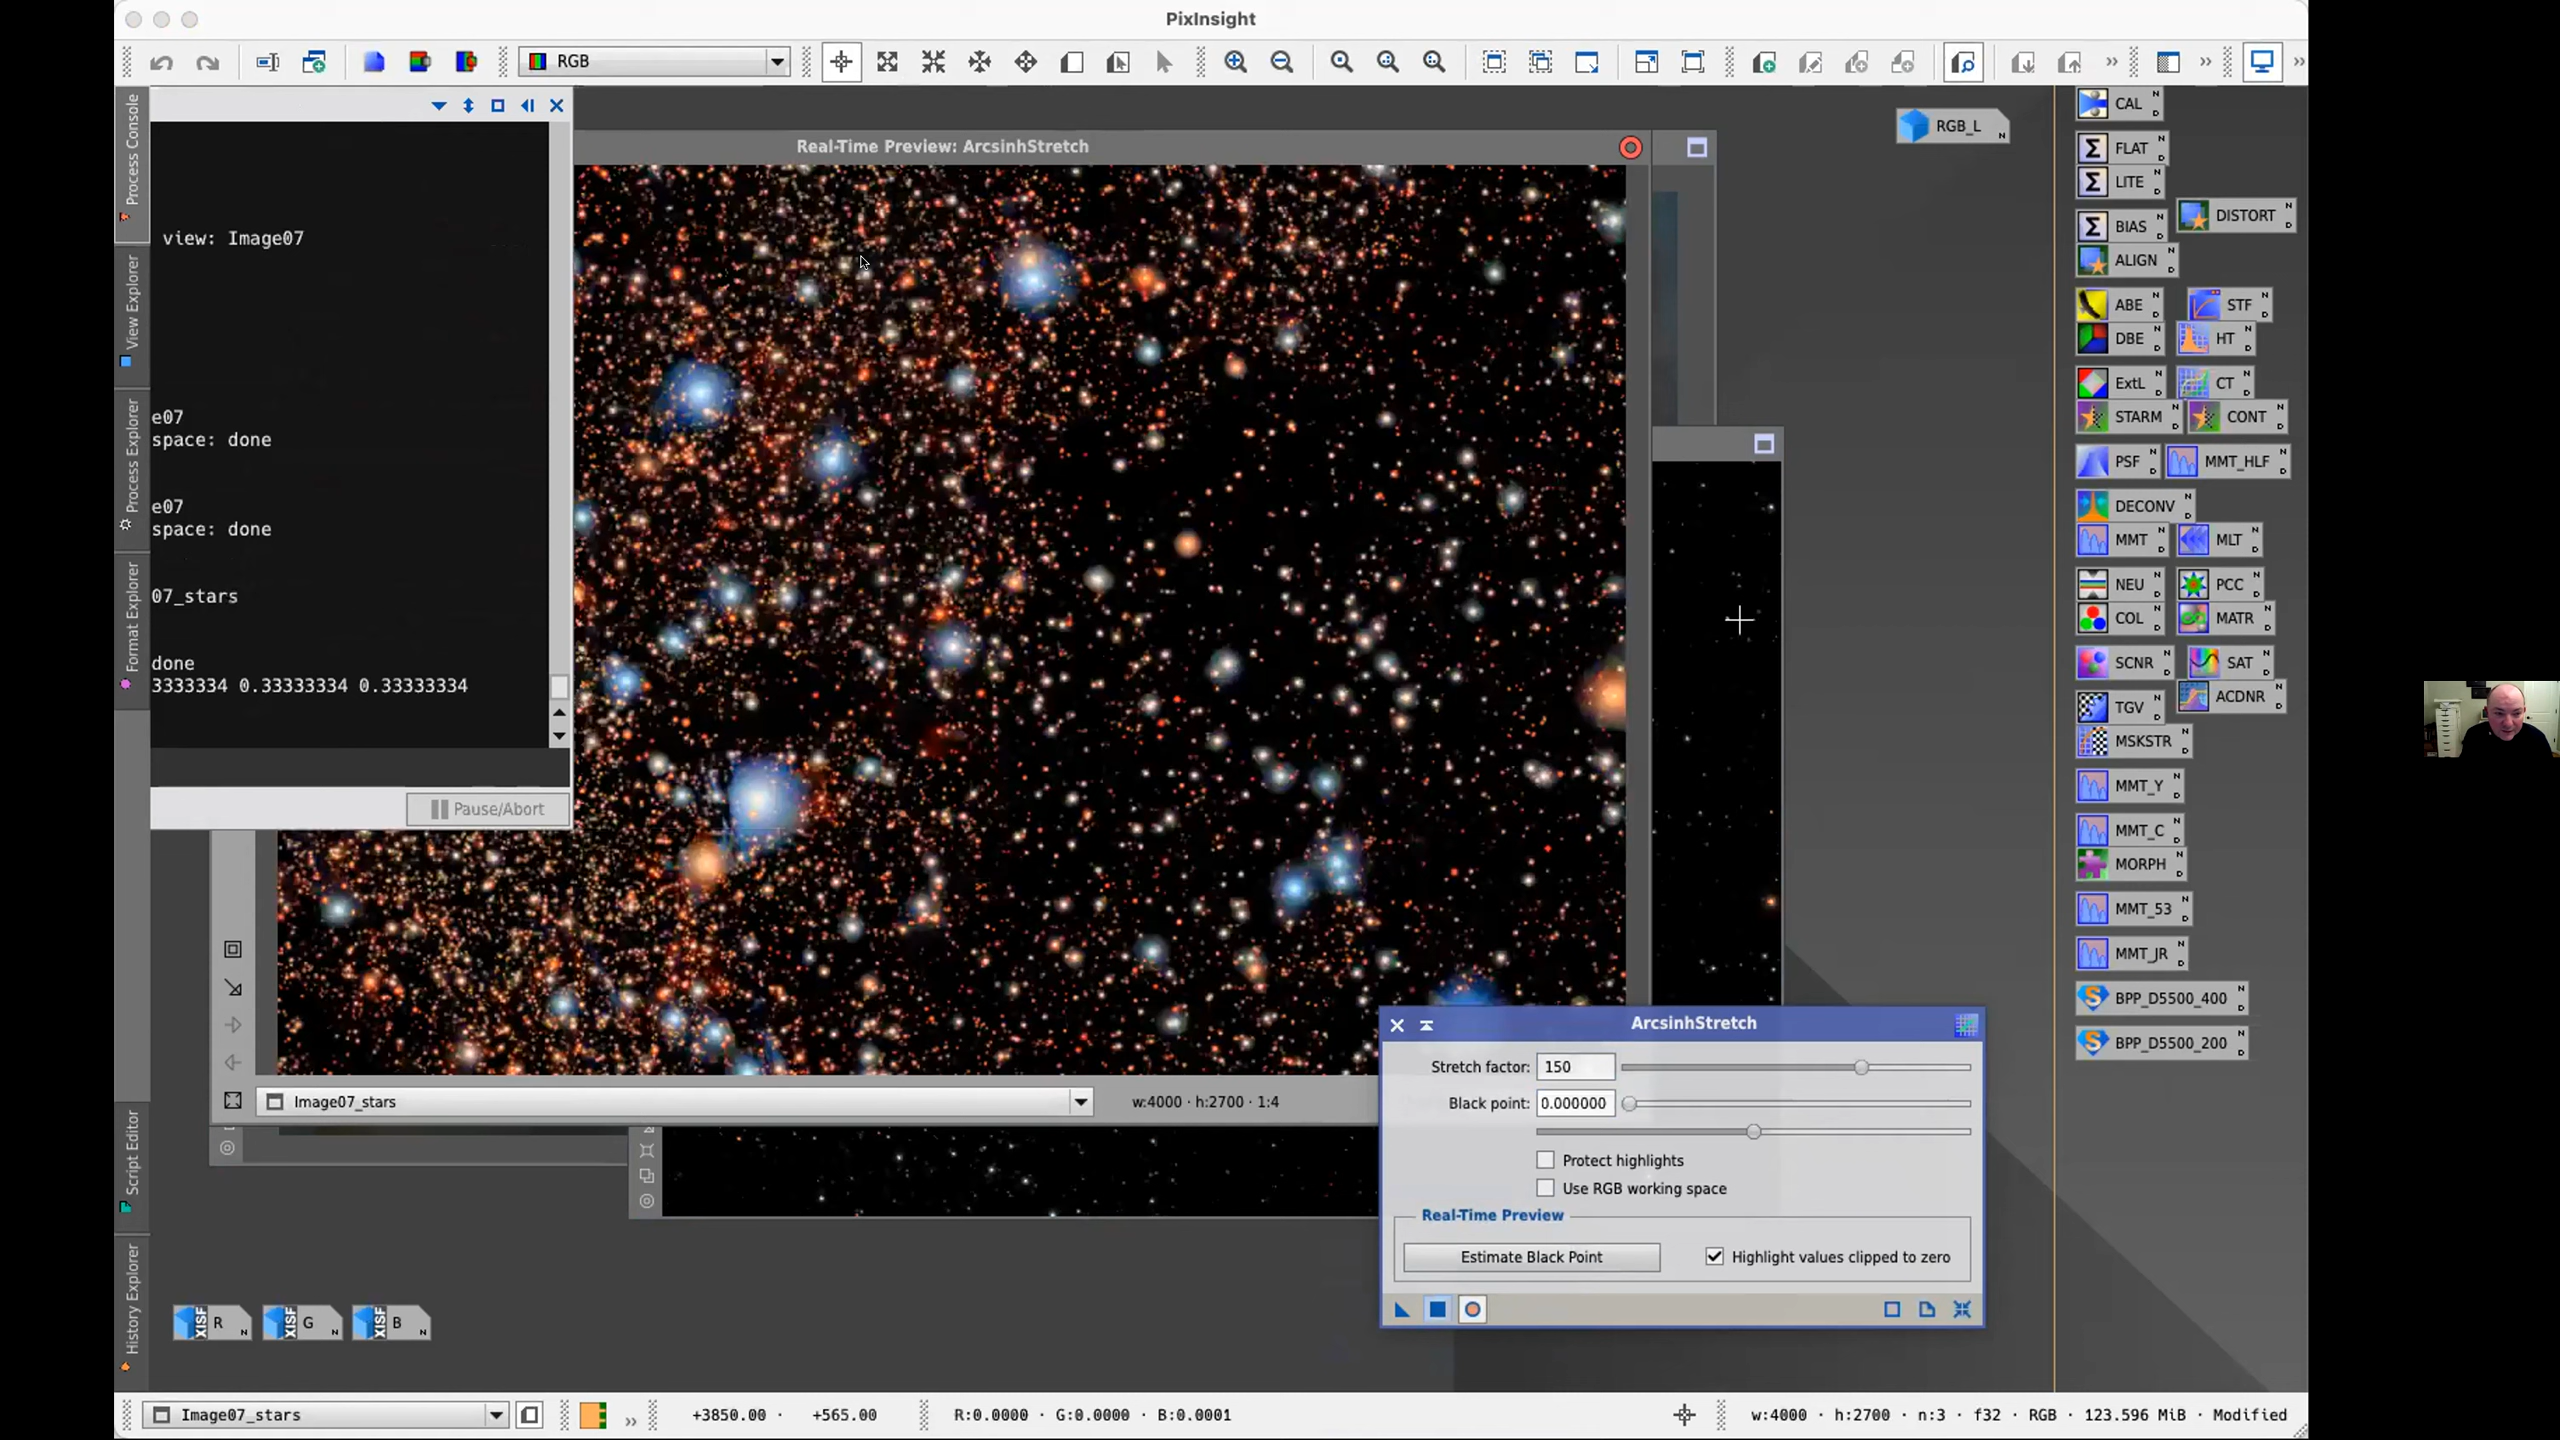 PixInsight
RGB
Process Console
View Explorer
Process Explorer
Format Explorer
Script Editor
History Explorer
view: Image07
e07
space: done
e07
space: done
07_stars
done
3333334 0.33333334 0.33333334
Pause/Abort
Real-Time Preview: ArcsinhStretch
Image07_stars
w:4000 · h:2700 · 1:4
RGB_L
N
CAL
FLAT
LITE
DISTORT
BIAS
ALIGN
ABE
STF
DBE
HT
ExtL
CT
STARM
CONT
PSF
MMT_HLF
DECONV
MMT
MLT
NEU
PCC
COL
MATR
SCNR
SAT
ACDNR
TGV
MSKSTR
MMT_Y
MMT_C
MORPH
MMT_53
MMT_JR
BPP_D5500_400
BPP_D5500_200
ArcsinhStretch
Stretch factor: 150
Black point: 0.000000
Protect highlights
Use RGB working space
Real-Time Preview
Estimate Black Point
Highlight values clipped to zero
XISF R N
XISF G N
XISF B N
Image07_stars
+3850.00 · +565.00
R:0.0000 · G:0.0000 · B:0.0001
w:4000 · h:2700 · n:3 · f32 · RGB · 123.596 MiB · Modified